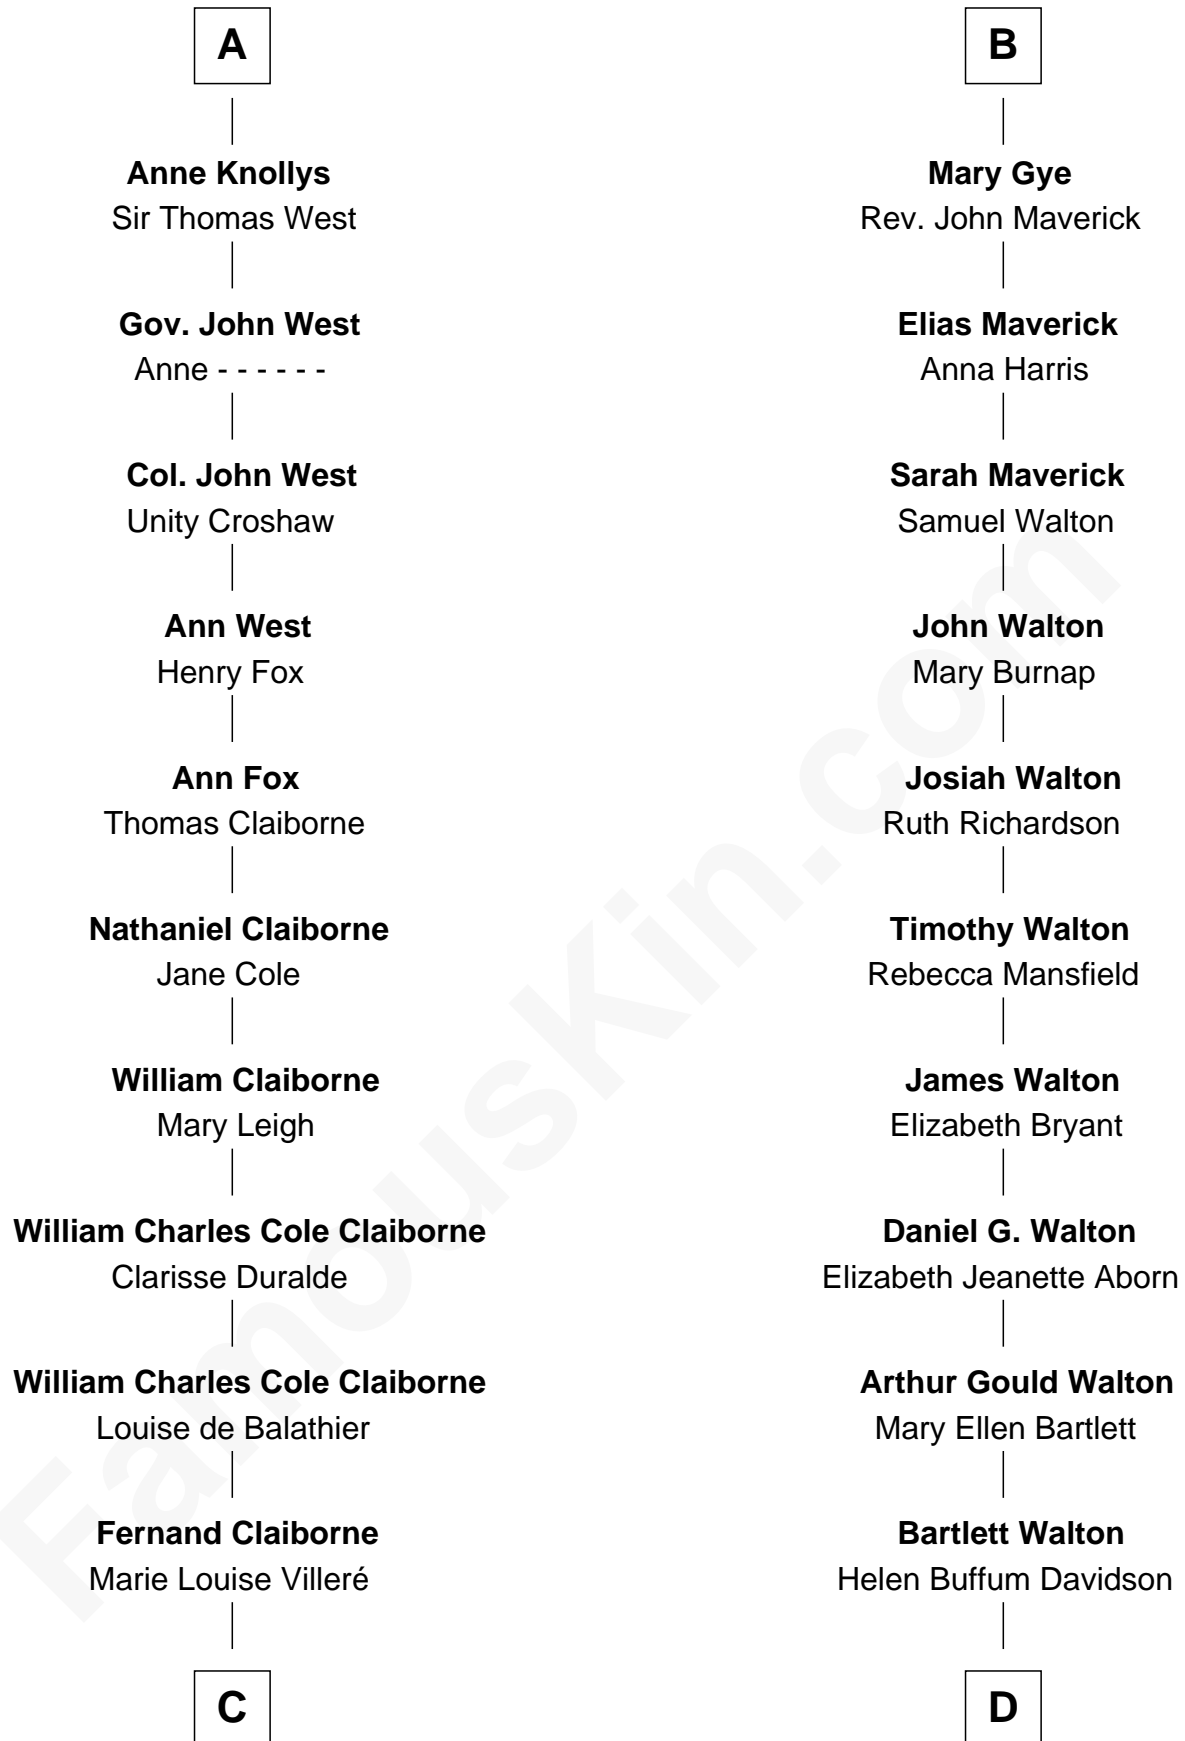 A
Anne Knollys
Sir Thomas West
Gov. John West
Anne - - - - - -
Col. John West
Unity Croshaw
Ann West
Henry Fox
Ann Fox
Thomas Claiborne
Nathaniel Claiborne
Jane Cole
William Claiborne
Mary Leigh
William Charles Cole Claiborne
Clarisse Duralde
William Charles Cole Claiborne
Louise de Balathier
Fernand Claiborne
Marie Louise Villeré
C
B
Mary Gye
Rev. John Maverick
Elias Maverick
Anna Harris
Sarah Maverick
Samuel Walton
John Walton
Mary Burnap
Josiah Walton
Ruth Richardson
Timothy Walton
Rebecca Mansfield
James Walton
Elizabeth Bryant
Daniel G. Walton
Elizabeth Jeanette Aborn
Arthur Gould Walton
Mary Ellen Bartlett
Bartlett Walton
Helen Buffum Davidson
D
FamousKin.com